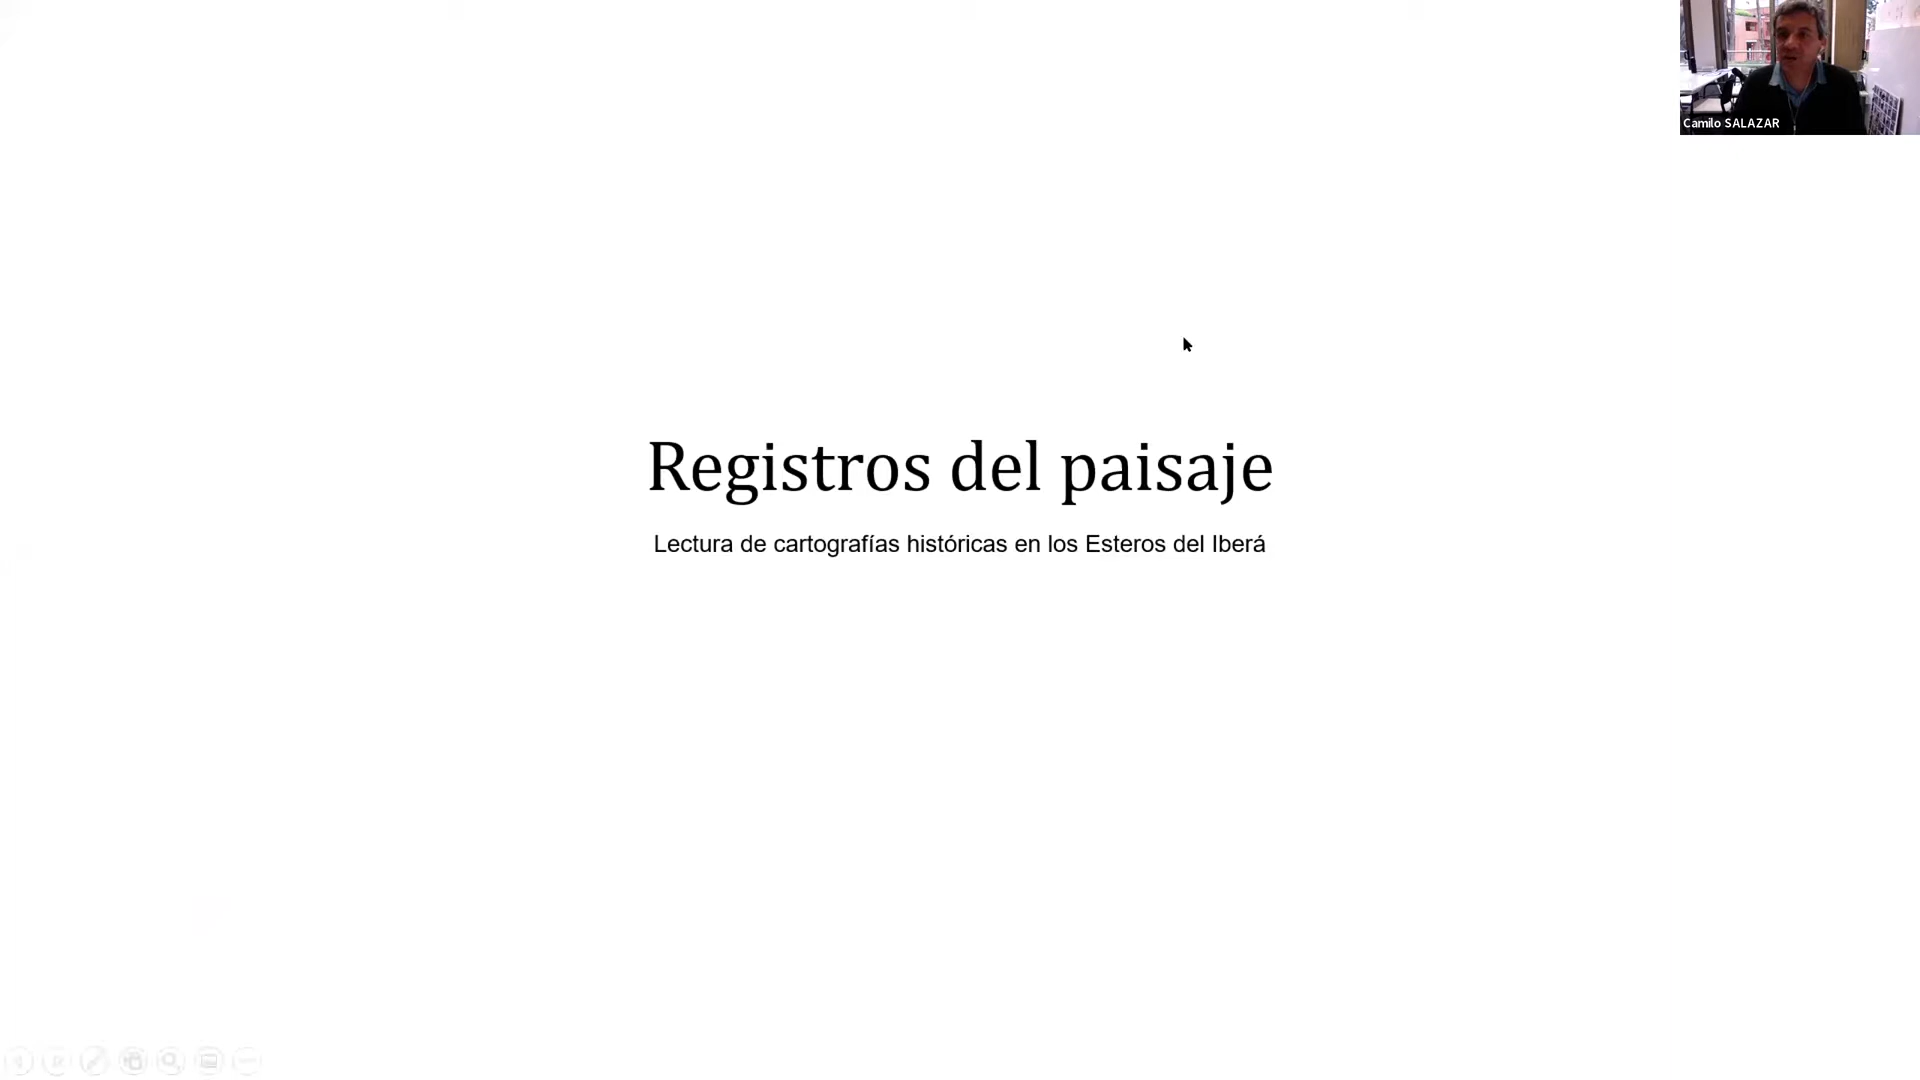 Camilo SALAZAR
Registros del paisaje
Lectura de cartografías históricas en los Esteros del Iberá